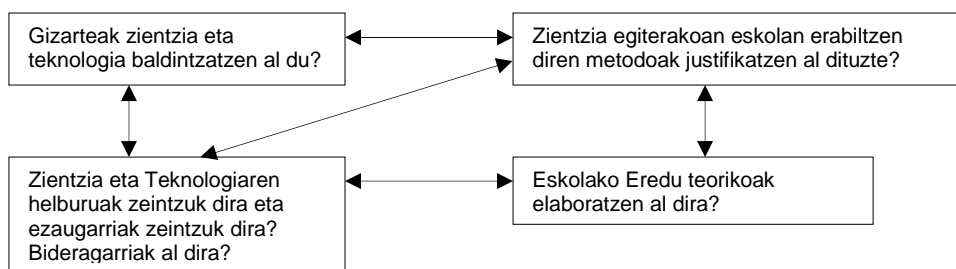 Gizarteak zientzia eta
teknologia baldintzatzen al du?
Zientzia egiterakoan eskolan erabiltzen
diren metodoak justifikatzen al dituzte?
Zientzia eta Teknologiaren
helburuak zeintzuk dira eta
ezaugarriak zeintzuk dira?
Bideragarriak al dira?
Eskolako Eredu teorikoak
elaboratzen al dira?